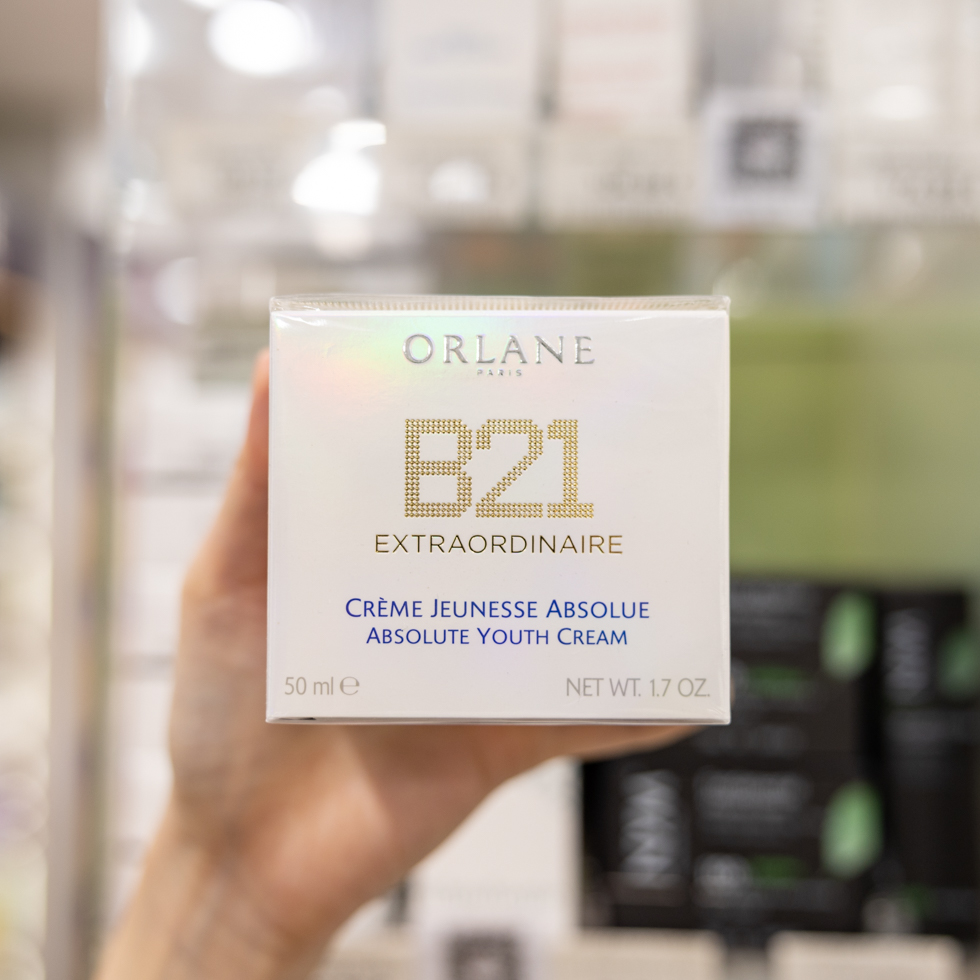 ORLANE
PARIS
B21
EXTRAORDINAIRE
CRÈME JEUNESSE ABSOLUE
ABSOLUTE YOUTH CREAM
50 ml ℮
NET WT. 1.7 OZ.